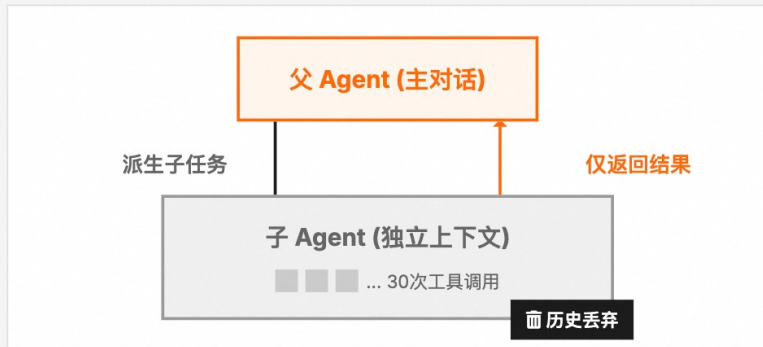 父 Agent (主对话)
派生子任务
仅返回结果
子 Agent (独立上下文)
... 30次工具调用
历史丢弃